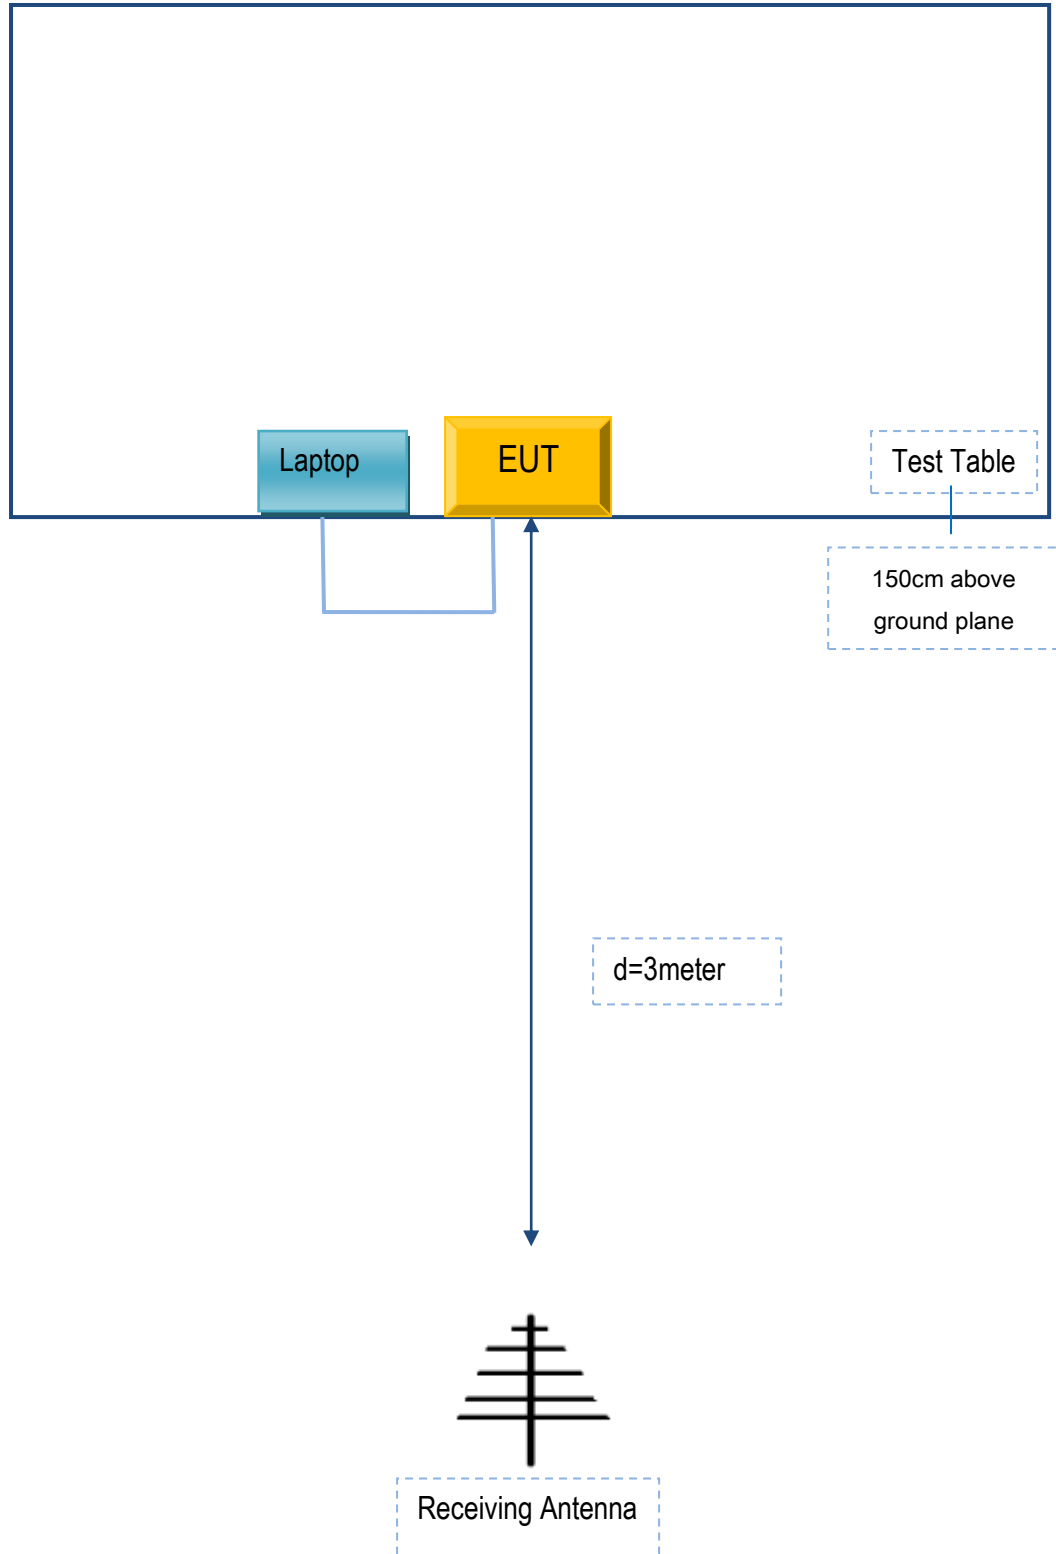 Laptop
EUT
Test Table
150cm above
ground plane
d=3meter
Receiving Antenna